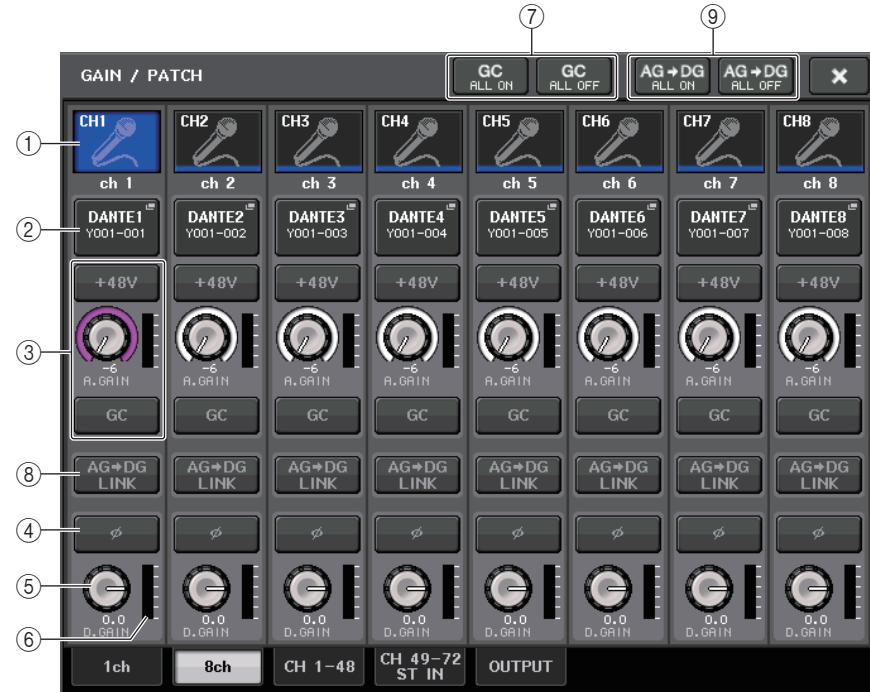 ⑦ ⑨
GAIN / PATCH GC ALL ON GC ALL OFF AG➔DG ALL ON AG➔DG ALL OFF ×
① CH1 CH2 CH3 CH4 CH5 CH6 CH7 CH8
ch 1 ch 2 ch 3 ch 4 ch 5 ch 6 ch 7 ch 8
② DANTE1 DANTE2 DANTE3 DANTE4 DANTE5 DANTE6 DANTE7 DANTE8
Y001-001 Y001-002 Y001-003 Y001-004 Y001-005 Y001-006 Y001-007 Y001-008
+48V +48V +48V +48V +48V +48V +48V +48V
③
-6 -6 -6 -6 -6 -6 -6 -6
A.GAIN A.GAIN A.GAIN A.GAIN A.GAIN A.GAIN A.GAIN A.GAIN
GC GC GC GC GC GC GC GC
⑧ AG➔DG AG➔DG AG➔DG AG➔DG AG➔DG AG➔DG AG➔DG AG➔DG
LINK LINK LINK LINK LINK LINK LINK LINK
④ ø ø ø ø ø ø ø ø
⑤
⑥ 0.0 0.0 0.0 0.0 0.0 0.0 0.0 0.0
D.GAIN D.GAIN D.GAIN D.GAIN D.GAIN D.GAIN D.GAIN D.GAIN
1ch 8ch CH 1-48 CH 49-72 ST IN OUTPUT